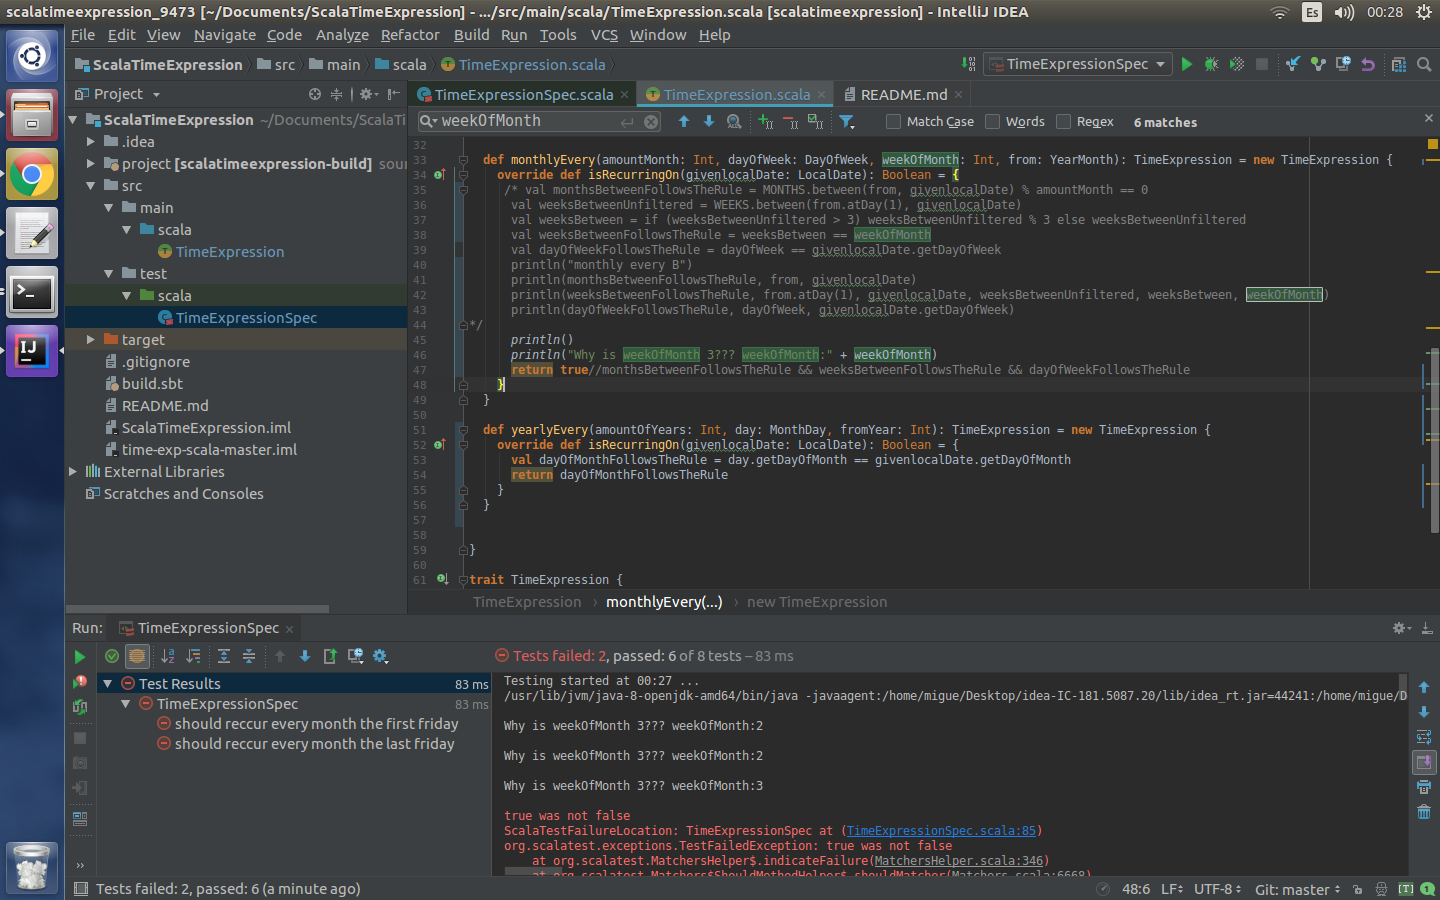 scalatimeexpression_9473 [~/Documents/ScalaTimeExpression] - .../src/main/scala/TimeExpression.scala [scalatimeexpression] - IntelliJ IDEA
Es
00:28
File Edit View Navigate Code Analyze Refactor Build Run Tools VCS Window Help
ScalaTimeExpression src main scala TimeExpression.scala
TimeExpressionSpec
Project
TimeExpressionSpec.scala TimeExpression.scala README.md
weekOfMonth
Match Case Words Regex 6 matches
ScalaTimeExpression ~/Documents/ScalaTi
.idea
project [scalatimeexpression-build] sour
src
main
scala
TimeExpression
test
scala
TimeExpressionSpec
target
.gitignore
build.sbt
README.md
ScalaTimeExpression.iml
time-exp-scala-master.iml
External Libraries
Scratches and Consoles
32
33 def monthlyEvery(amountMonth: Int, dayOfWeek: DayOfWeek, weekOfMonth: Int, from: YearMonth): TimeExpression = new TimeExpression {
34 override def isRecurringOn(givenlocalDate: LocalDate): Boolean = {
35 /* val monthsBetweenFollowsTheRule = MONTHS.between(from, givenlocalDate) % amountMonth == 0
36 val weeksBetweenUnfiltered = WEEKS.between(from.atDay(1), givenlocalDate)
37 val weeksBetween = if (weeksBetweenUnfiltered > 3) weeksBetweenUnfiltered % 3 else weeksBetweenUnfiltered
38 val weeksBetweenFollowsTheRule = weeksBetween == weekOfMonth
39 val dayOfWeekFollowsTheRule = dayOfWeek == givenlocalDate.getDayOfWeek
40 println("monthly every B")
41 println(monthsBetweenFollowsTheRule, from, givenlocalDate)
42 println(weeksBetweenFollowsTheRule, from.atDay(1), givenlocalDate, weeksBetweenUnfiltered, weeksBetween, weekOfMonth)
43 println(dayOfWeekFollowsTheRule, dayOfWeek, givenlocalDate.getDayOfWeek)
44 */
45 println()
46 println("Why is weekOfMonth 3??? weekOfMonth:" + weekOfMonth)
47 return true//monthsBetweenFollowsTheRule && weeksBetweenFollowsTheRule && dayOfWeekFollowsTheRule
48 }
49 }
50
51 def yearlyEvery(amountOfYears: Int, day: MonthDay, fromYear: Int): TimeExpression = new TimeExpression {
52 override def isRecurringOn(givenlocalDate: LocalDate): Boolean = {
53 val dayOfMonthFollowsTheRule = day.getDayOfMonth == givenlocalDate.getDayOfMonth
54 return dayOfMonthFollowsTheRule
55 }
56 }
57
58
59 }
60
61 trait TimeExpression {
TimeExpression › monthlyEvery(...) › new TimeExpression
Run: TimeExpressionSpec
Tests failed: 2, passed: 6 of 8 tests – 83 ms
Test Results 83 ms
TimeExpressionSpec 83 ms
should reccur every month the first friday
should reccur every month the last friday
Testing started at 00:27 ...
/usr/lib/jvm/java-8-openjdk-amd64/bin/java -javaagent:/home/migue/Desktop/idea-IC-181.5087.20/lib/idea_rt.jar=44241:/home/migue/D
Why is weekOfMonth 3??? weekOfMonth:2
Why is weekOfMonth 3??? weekOfMonth:2
Why is weekOfMonth 3??? weekOfMonth:3
true was not false
ScalaTestFailureLocation: TimeExpressionSpec at (TimeExpressionSpec.scala:85)
org.scalatest.exceptions.TestFailedException: true was not false
at org.scalatest.MatchersHelper$.indicateFailure(MatchersHelper.scala:346)
at org.scalatest.Matchers$ShouldMethodHelper$.shouldMatcher(Matchers.scala:6668)
Tests failed: 2, passed: 6 (a minute ago)
48:6 LF UTF-8 Git: master [T] 1